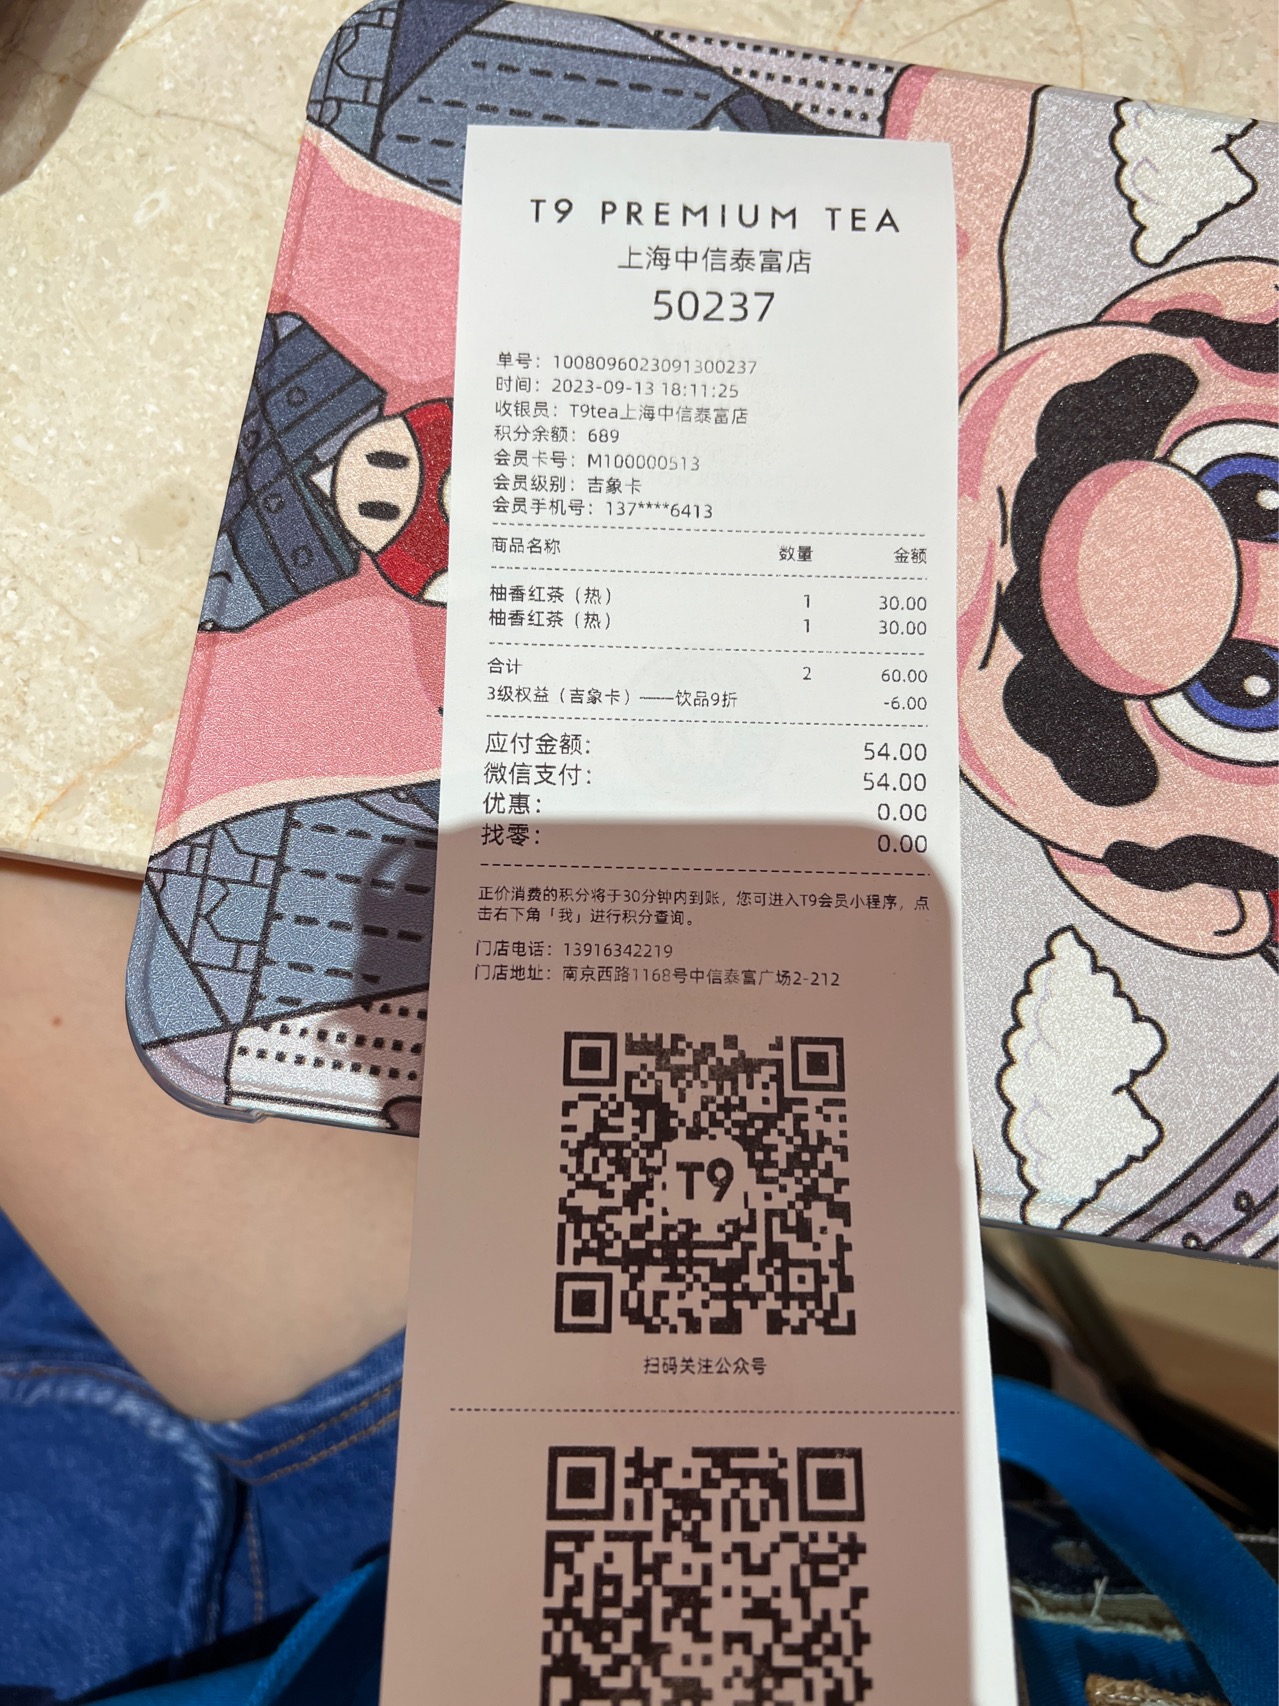 T9 PREMIUM TEA
上海中信泰富店
50237
单号：1008096023091300237
时间：2023-09-13 18:11:25
收银员：T9tea上海中信泰富店
积分余额：689
会员卡号：M100000513
会员级别：吉象卡
会员手机号：137****6413
商品名称 数量 金额
柚香红茶（热） 1 30.00
柚香红茶（热） 1 30.00
合计 2 60.00
3级权益（吉象卡）——饮品9折 -6.00
应付金额： 54.00
微信支付： 54.00
优惠： 0.00
找零： 0.00
正价消费的积分将于30分钟内到账，您可进入T9会员小程序，点
击右下角「我」进行积分查询。
门店电话：13916342219
门店地址：南京西路1168号中信泰富广场2-212
T9
扫码关注公众号